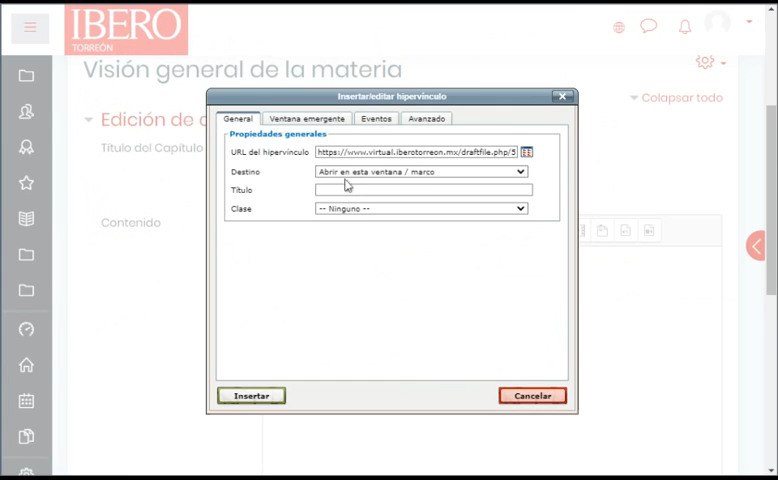 IBERO
TORREÓN
Visión general de la materia
Colapsar todo
Edición de c
Título del Capítulo
Contenido
Insertar/editar hipervínculo
General
Ventana emergente
Eventos
Avanzado
Propiedades generales
URL del hipervínculo
https://www.virtual.iberotorreon.mx/draftfile.php/5
Destino
Abrir en esta ventana / marco
Título
Clase
-- Ninguno --
Insertar
Cancelar